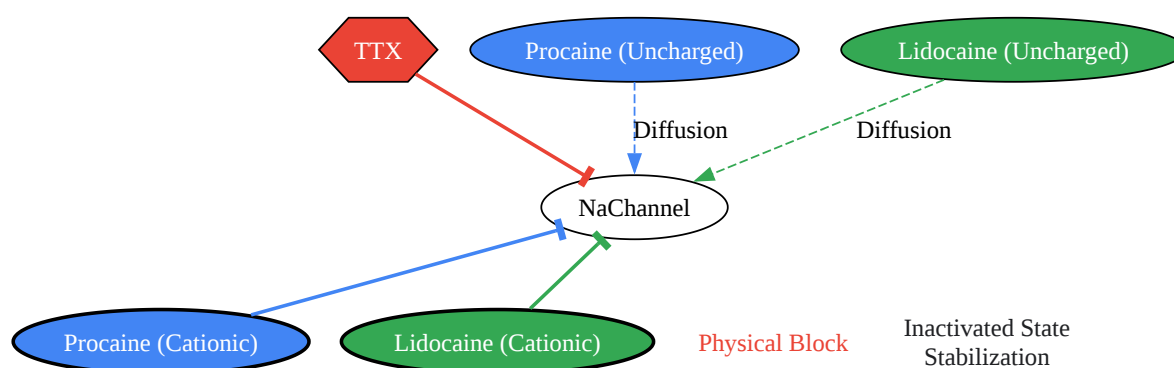 TTX
Procaine (Uncharged)
Lidocaine (Uncharged)
Diffusion
Diffusion
NaChannel
Procaine (Cationic)
Lidocaine (Cationic)
Physical Block
Inactivated State
Stabilization